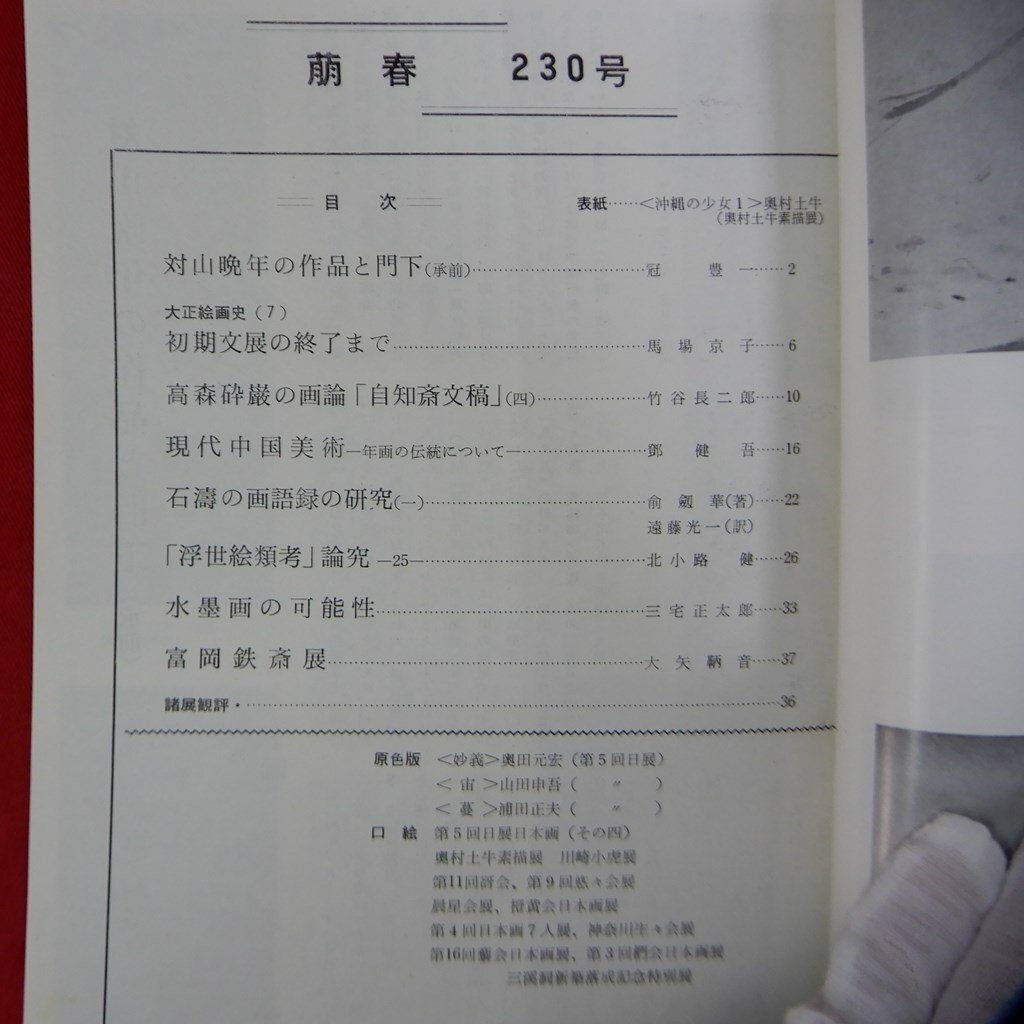 萠春 230号
目次
表紙……＜沖縄の少女1＞奥村土牛
(奥村土牛素描展)
対山晩年の作品と門下(承前)……冠豊一……2
大正絵画史(7)
初期文展の終了まで……馬場京子……6
高森砕巌の画論「自知斎文稿」(四)……竹谷長二郎……10
現代中国美術―年画の伝統について―……鄧健吾……16
石濤の画語録の研究(一)……俞劔華(著)……22
遠藤光一(訳)
「浮世絵類考」論究―25―……北小路健……26
水墨画の可能性……三宅正太郎……33
富岡鉄斎展……大矢鞆音……37
諸展観評・……36
原色版 ＜妙義＞奥田元宏(第5回日展)
＜宙＞山田申吾(〃)
＜蔓＞浦田正夫(〃)
口絵 第5回日展日本画(その四)
奥村土牛素描展 川崎小虎展
第11回冴会、第9回悠々会展
晨星会展、橙黄会日本画展
第4回日本画7人展、神奈川生々会展
第16回蘭会日本画展、第3回 日本画展
三渓洞新築落成記念特別展